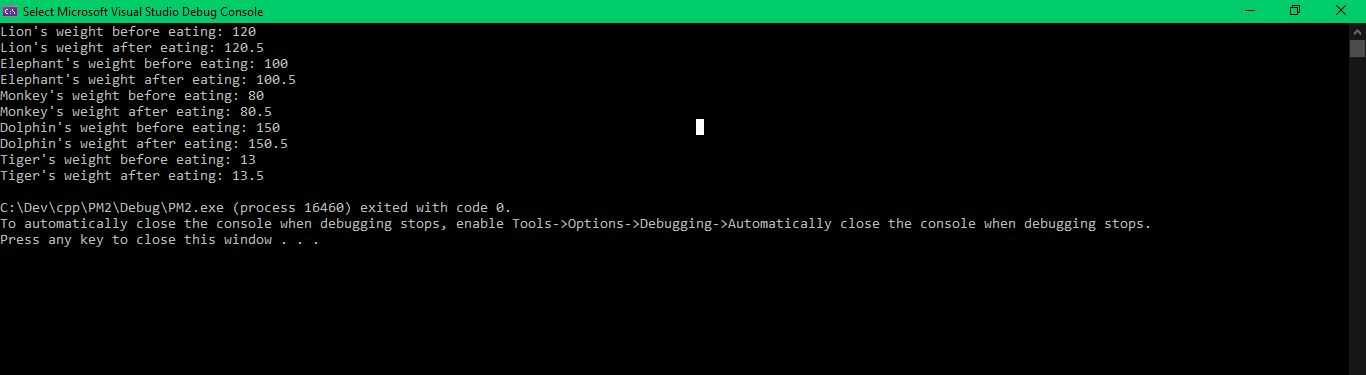 Select Microsoft Visual Studio Debug Console
Lion's weight before eating: 120
Lion's weight after eating: 120.5
Elephant's weight before eating: 100
Elephant's weight after eating: 100.5
Monkey's weight before eating: 80
Monkey's weight after eating: 80.5
Dolphin's weight before eating: 150
Dolphin's weight after eating: 150.5
Tiger's weight before eating: 13
Tiger's weight after eating: 13.5
C:\Dev\cpp\PM2\Debug\PM2.exe (process 16460) exited with code 0.
To automatically close the console when debugging stops, enable Tools->Options->Debugging->Automatically close the console when debugging stops.
Press any key to close this window . . .